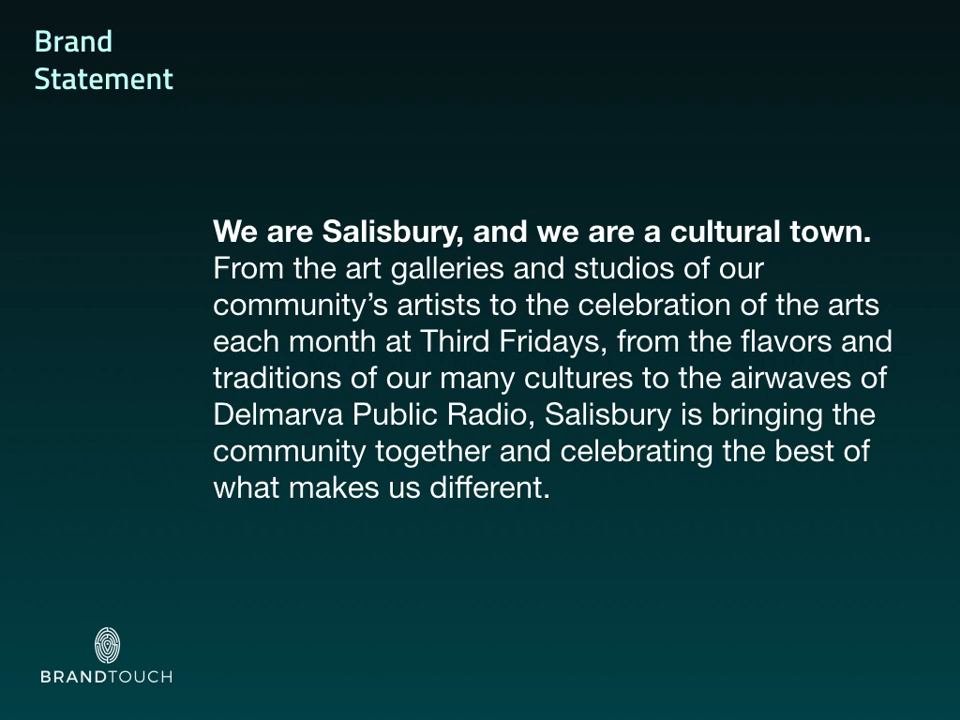 Brand
Statement
We are Salisbury, and we are a cultural town.
From the art galleries and studios of our
community’s artists to the celebration of the arts
each month at Third Fridays, from the flavors and
traditions of our many cultures to the airwaves of
Delmarva Public Radio, Salisbury is bringing the
community together and celebrating the best of
what makes us different.
BRANDTOUCH